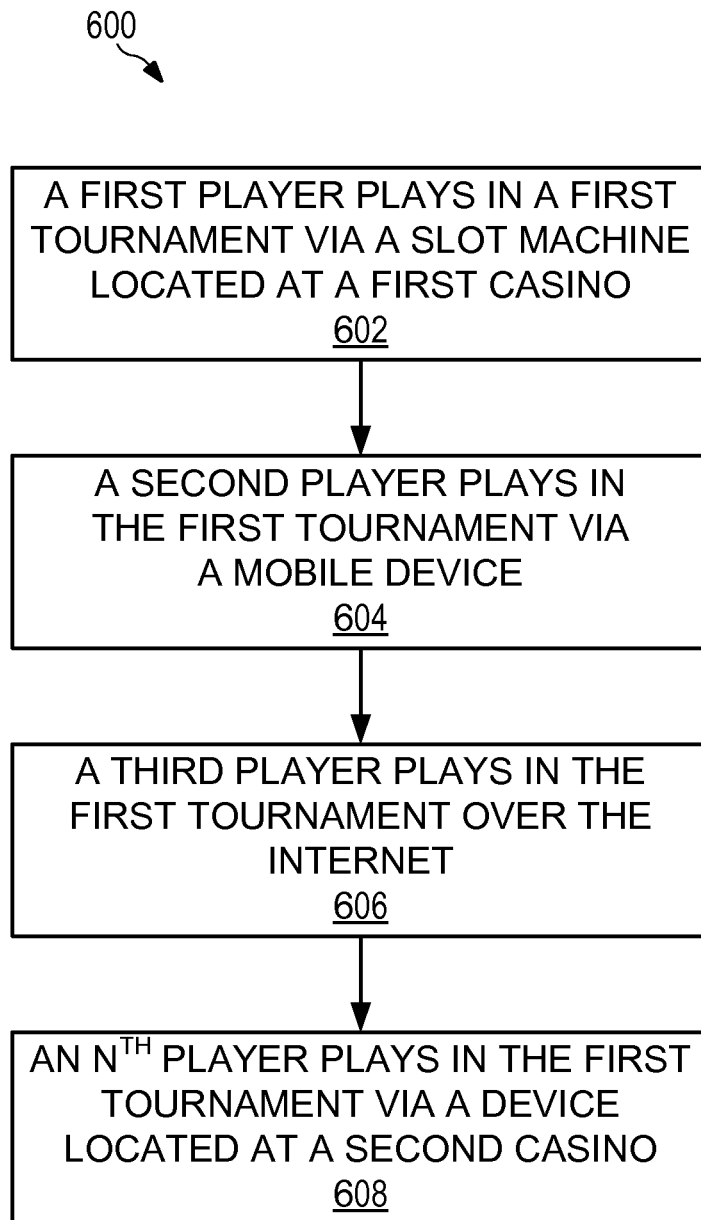 600
A FIRST PLAYER PLAYS IN A FIRST
TOURNAMENT VIA A SLOT MACHINE
LOCATED AT A FIRST CASINO
602
A SECOND PLAYER PLAYS IN
THE FIRST TOURNAMENT VIA
A MOBILE DEVICE
604
A THIRD PLAYER PLAYS IN THE
FIRST TOURNAMENT OVER THE
INTERNET
606
AN NTH PLAYER PLAYS IN THE FIRST
TOURNAMENT VIA A DEVICE
LOCATED AT A SECOND CASINO
608